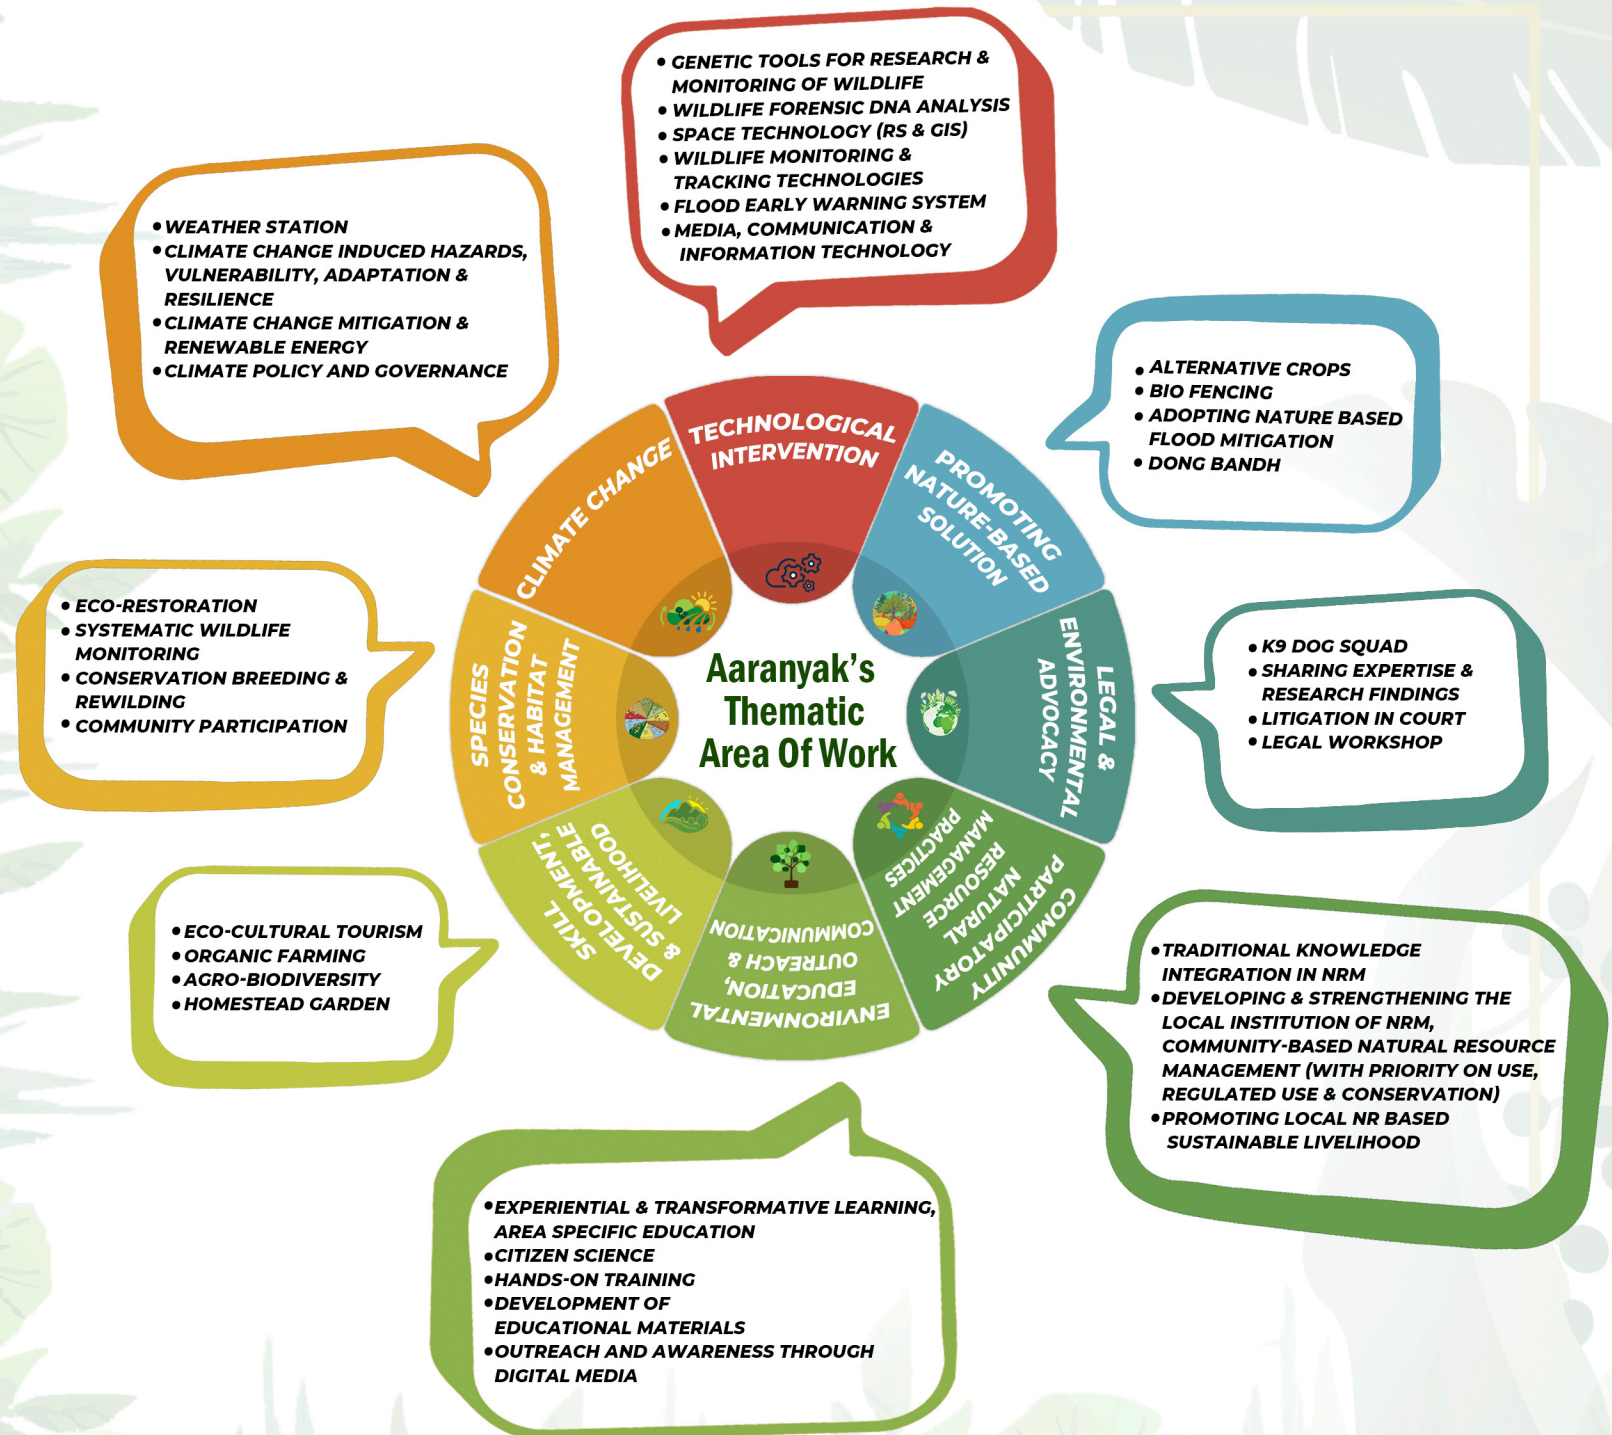 • GENETIC TOOLS FOR RESEARCH &
MONITORING OF WILDLIFE
• WILDLIFE FORENSIC DNA ANALYSIS
• SPACE TECHNOLOGY (RS & GIS)
• WILDLIFE MONITORING &
TRACKING TECHNOLOGIES
• FLOOD EARLY WARNING SYSTEM
• MEDIA, COMMUNICATION &
INFORMATION TECHNOLOGY
• WEATHER STATION
• CLIMATE CHANGE INDUCED HAZARDS,
VULNERABILITY, ADAPTATION &
RESILIENCE
• CLIMATE CHANGE MITIGATION &
RENEWABLE ENERGY
• CLIMATE POLICY AND GOVERNANCE
• ALTERNATIVE CROPS
• BIO FENCING
• ADOPTING NATURE BASED
FLOOD MITIGATION
• DONG BANDH
TECHNOLOGICAL
INTERVENTION
CLIMATE CHANGE
PROMOTING
NATURE-BASED
SOLUTION
• ECO-RESTORATION
• SYSTEMATIC WILDLIFE
MONITORING
• CONSERVATION BREEDING &
REWILDING
• COMMUNITY PARTICIPATION
SPECIES
CONSERVATION
& HABITAT
MANAGEMENT
Aaranyak's
Thematic
Area Of Work
LEGAL &
ENVIRONMENTAL
ADVOCACY
• K9 DOG SQUAD
• SHARING EXPERTISE &
RESEARCH FINDINGS
• LITIGATION IN COURT
• LEGAL WORKSHOP
SKILL
DEVELOPMENT,
& SUSTAINABLE
LIVELIHOOD
ENVIRONMENTAL
EDUCATION,
OUTREACH &
COMMUNICATION
COMMUNITY
PARTICIPATORY
NATURAL
RESOURCE
MANAGEMENT
PRACTICES
• ECO-CULTURAL TOURISM
• ORGANIC FARMING
• AGRO-BIODIVERSITY
• HOMESTEAD GARDEN
• TRADITIONAL KNOWLEDGE
INTEGRATION IN NRM
• DEVELOPING & STRENGTHENING THE
LOCAL INSTITUTION OF NRM,
COMMUNITY-BASED NATURAL RESOURCE
MANAGEMENT (WITH PRIORITY ON USE,
REGULATED USE & CONSERVATION)
• PROMOTING LOCAL NR BASED
SUSTAINABLE LIVELIHOOD
• EXPERIENTIAL & TRANSFORMATIVE LEARNING,
AREA SPECIFIC EDUCATION
• CITIZEN SCIENCE
• HANDS-ON TRAINING
• DEVELOPMENT OF
EDUCATIONAL MATERIALS
• OUTREACH AND AWARENESS THROUGH
DIGITAL MEDIA